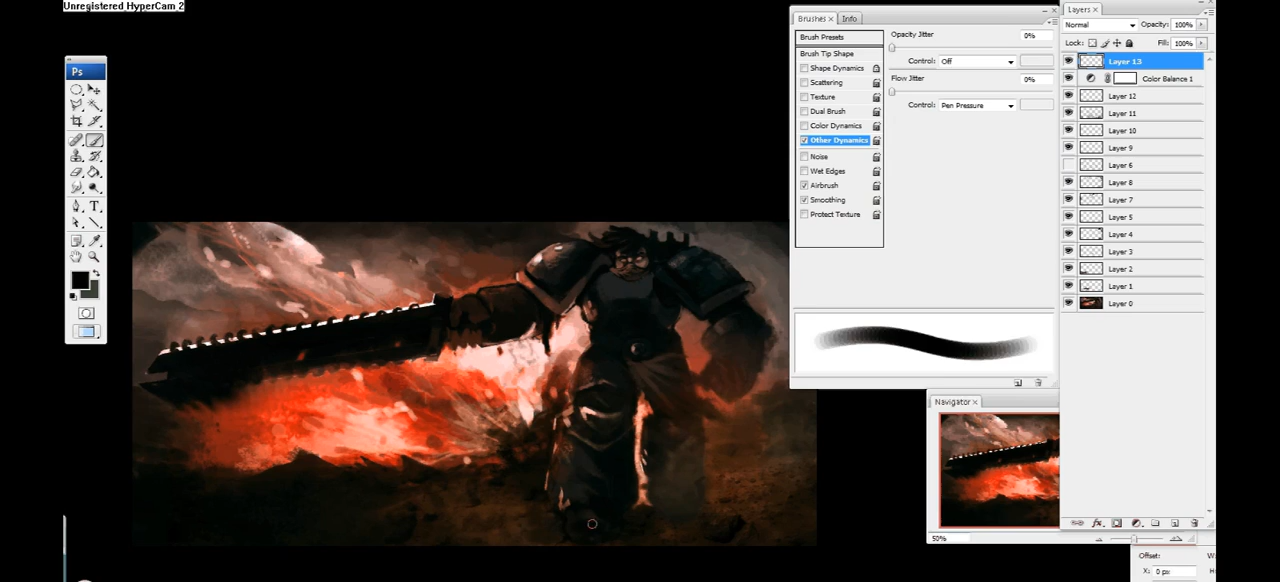 Unregistered HyperCam 2
Ps
T
Brushes × Info
Brush Presets
Brush Tip Shape
Shape Dynamics
Scattering
Texture
Dual Brush
Color Dynamics
Other Dynamics
Noise
Wet Edges
Airbrush
Smoothing
Protect Texture
Opacity Jitter 0%
Control: Off
Flow Jitter 0%
Control: Pen Pressure
Navigator ×
50%
Layers ×
Normal Opacity: 100%
Lock: Fill: 100%
Layer 13
Color Balance 1
Layer 12
Layer 11
Layer 10
Layer 9
Layer 6
Layer 8
Layer 7
Layer 5
Layer 4
Layer 3
Layer 2
Layer 1
Layer 0
fx
Offset: W:
X: 0 px H: